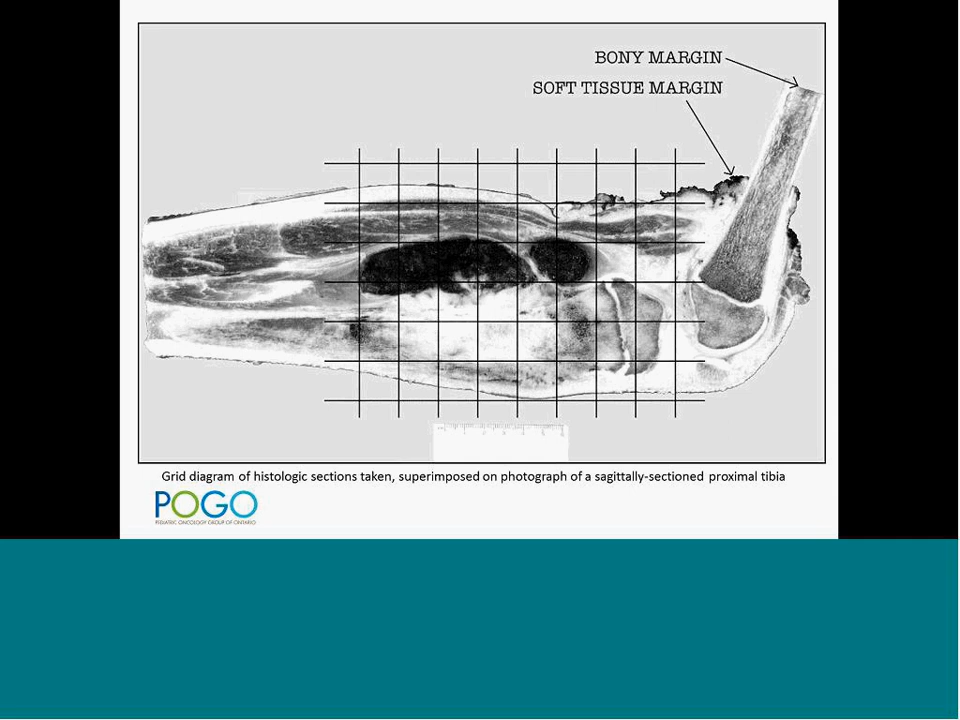 BONY MARGIN
SOFT TISSUE MARGIN
Grid diagram of histologic sections taken, superimposed on photograph of a sagittally-sectioned proximal tibia
POGO
PEDIATRIC ONCOLOGY GROUP OF ONTARIO